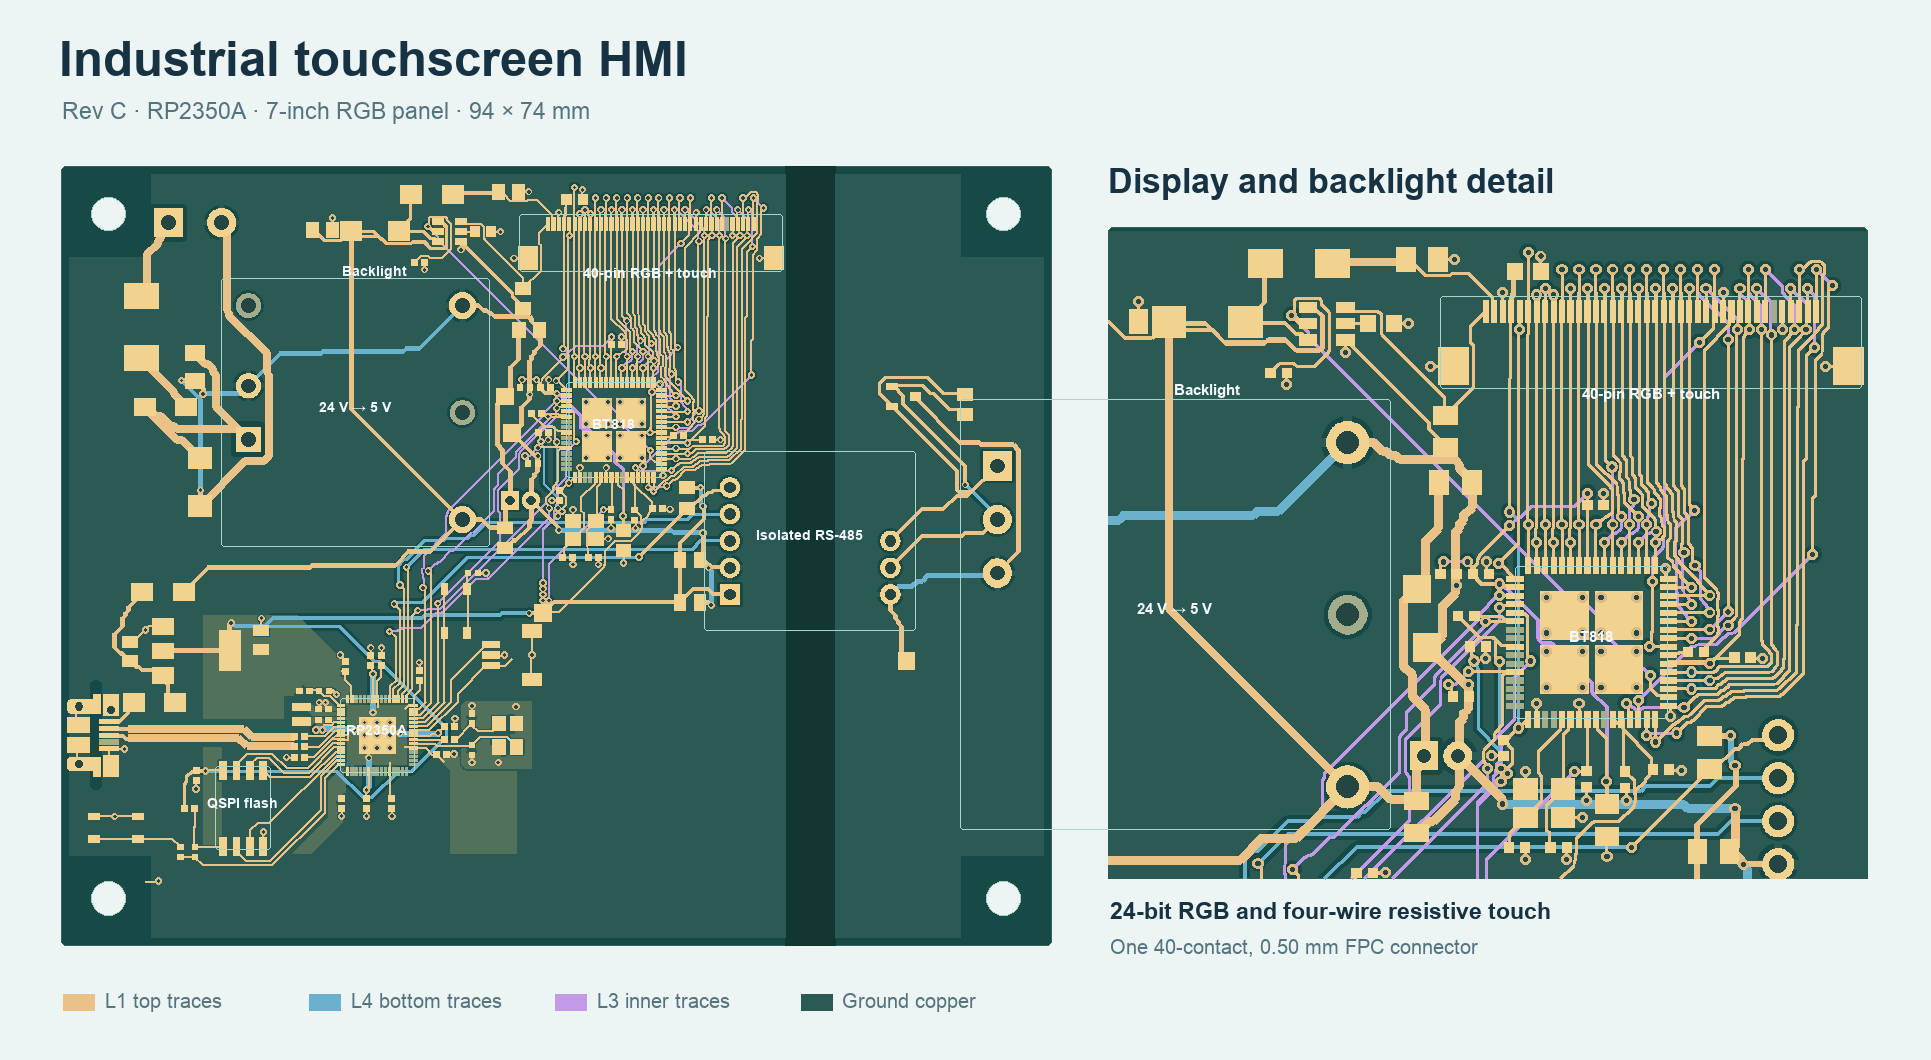 Industrial touchscreen HMI
Rev C · RP2350A · 7-inch RGB panel · 94 × 74 mm
Backlight
40-pin RGB + touch
24 V ↔ 5 V
BT818
Isolated RS-485
RP2350A
QSPI flash
Display and backlight detail
Backlight
40-pin RGB + touch
24 V ↔ 5 V
BT818
24-bit RGB and four-wire resistive touch
One 40-contact, 0.50 mm FPC connector
L1 top traces
L4 bottom traces
L3 inner traces
Ground copper